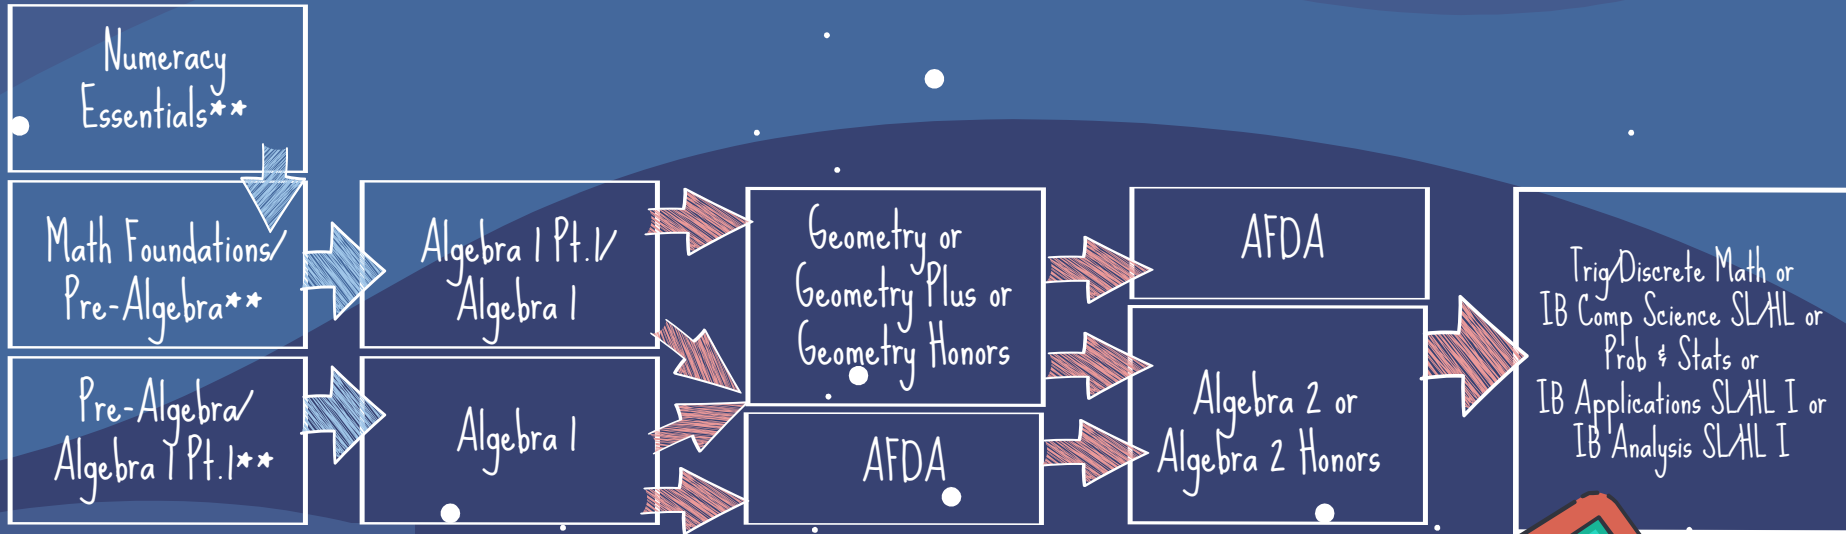 Numeracy
Essentials**
Math Foundations/
Pre-Algebra**
Pre-Algebra/
Algebra 1 Pt.1**
Algebra 1 Pt.1/
Algebra 1
Algebra 1
Geometry or
Geometry Plus or
Geometry Honors
AFDA
AFDA
Algebra 2 or
Algebra 2 Honors
Trig/Discrete Math or
IB Comp Science SL/HL or
Prob & Stats or
IB Applications SL/HL I or
IB Analysis SL/HL I